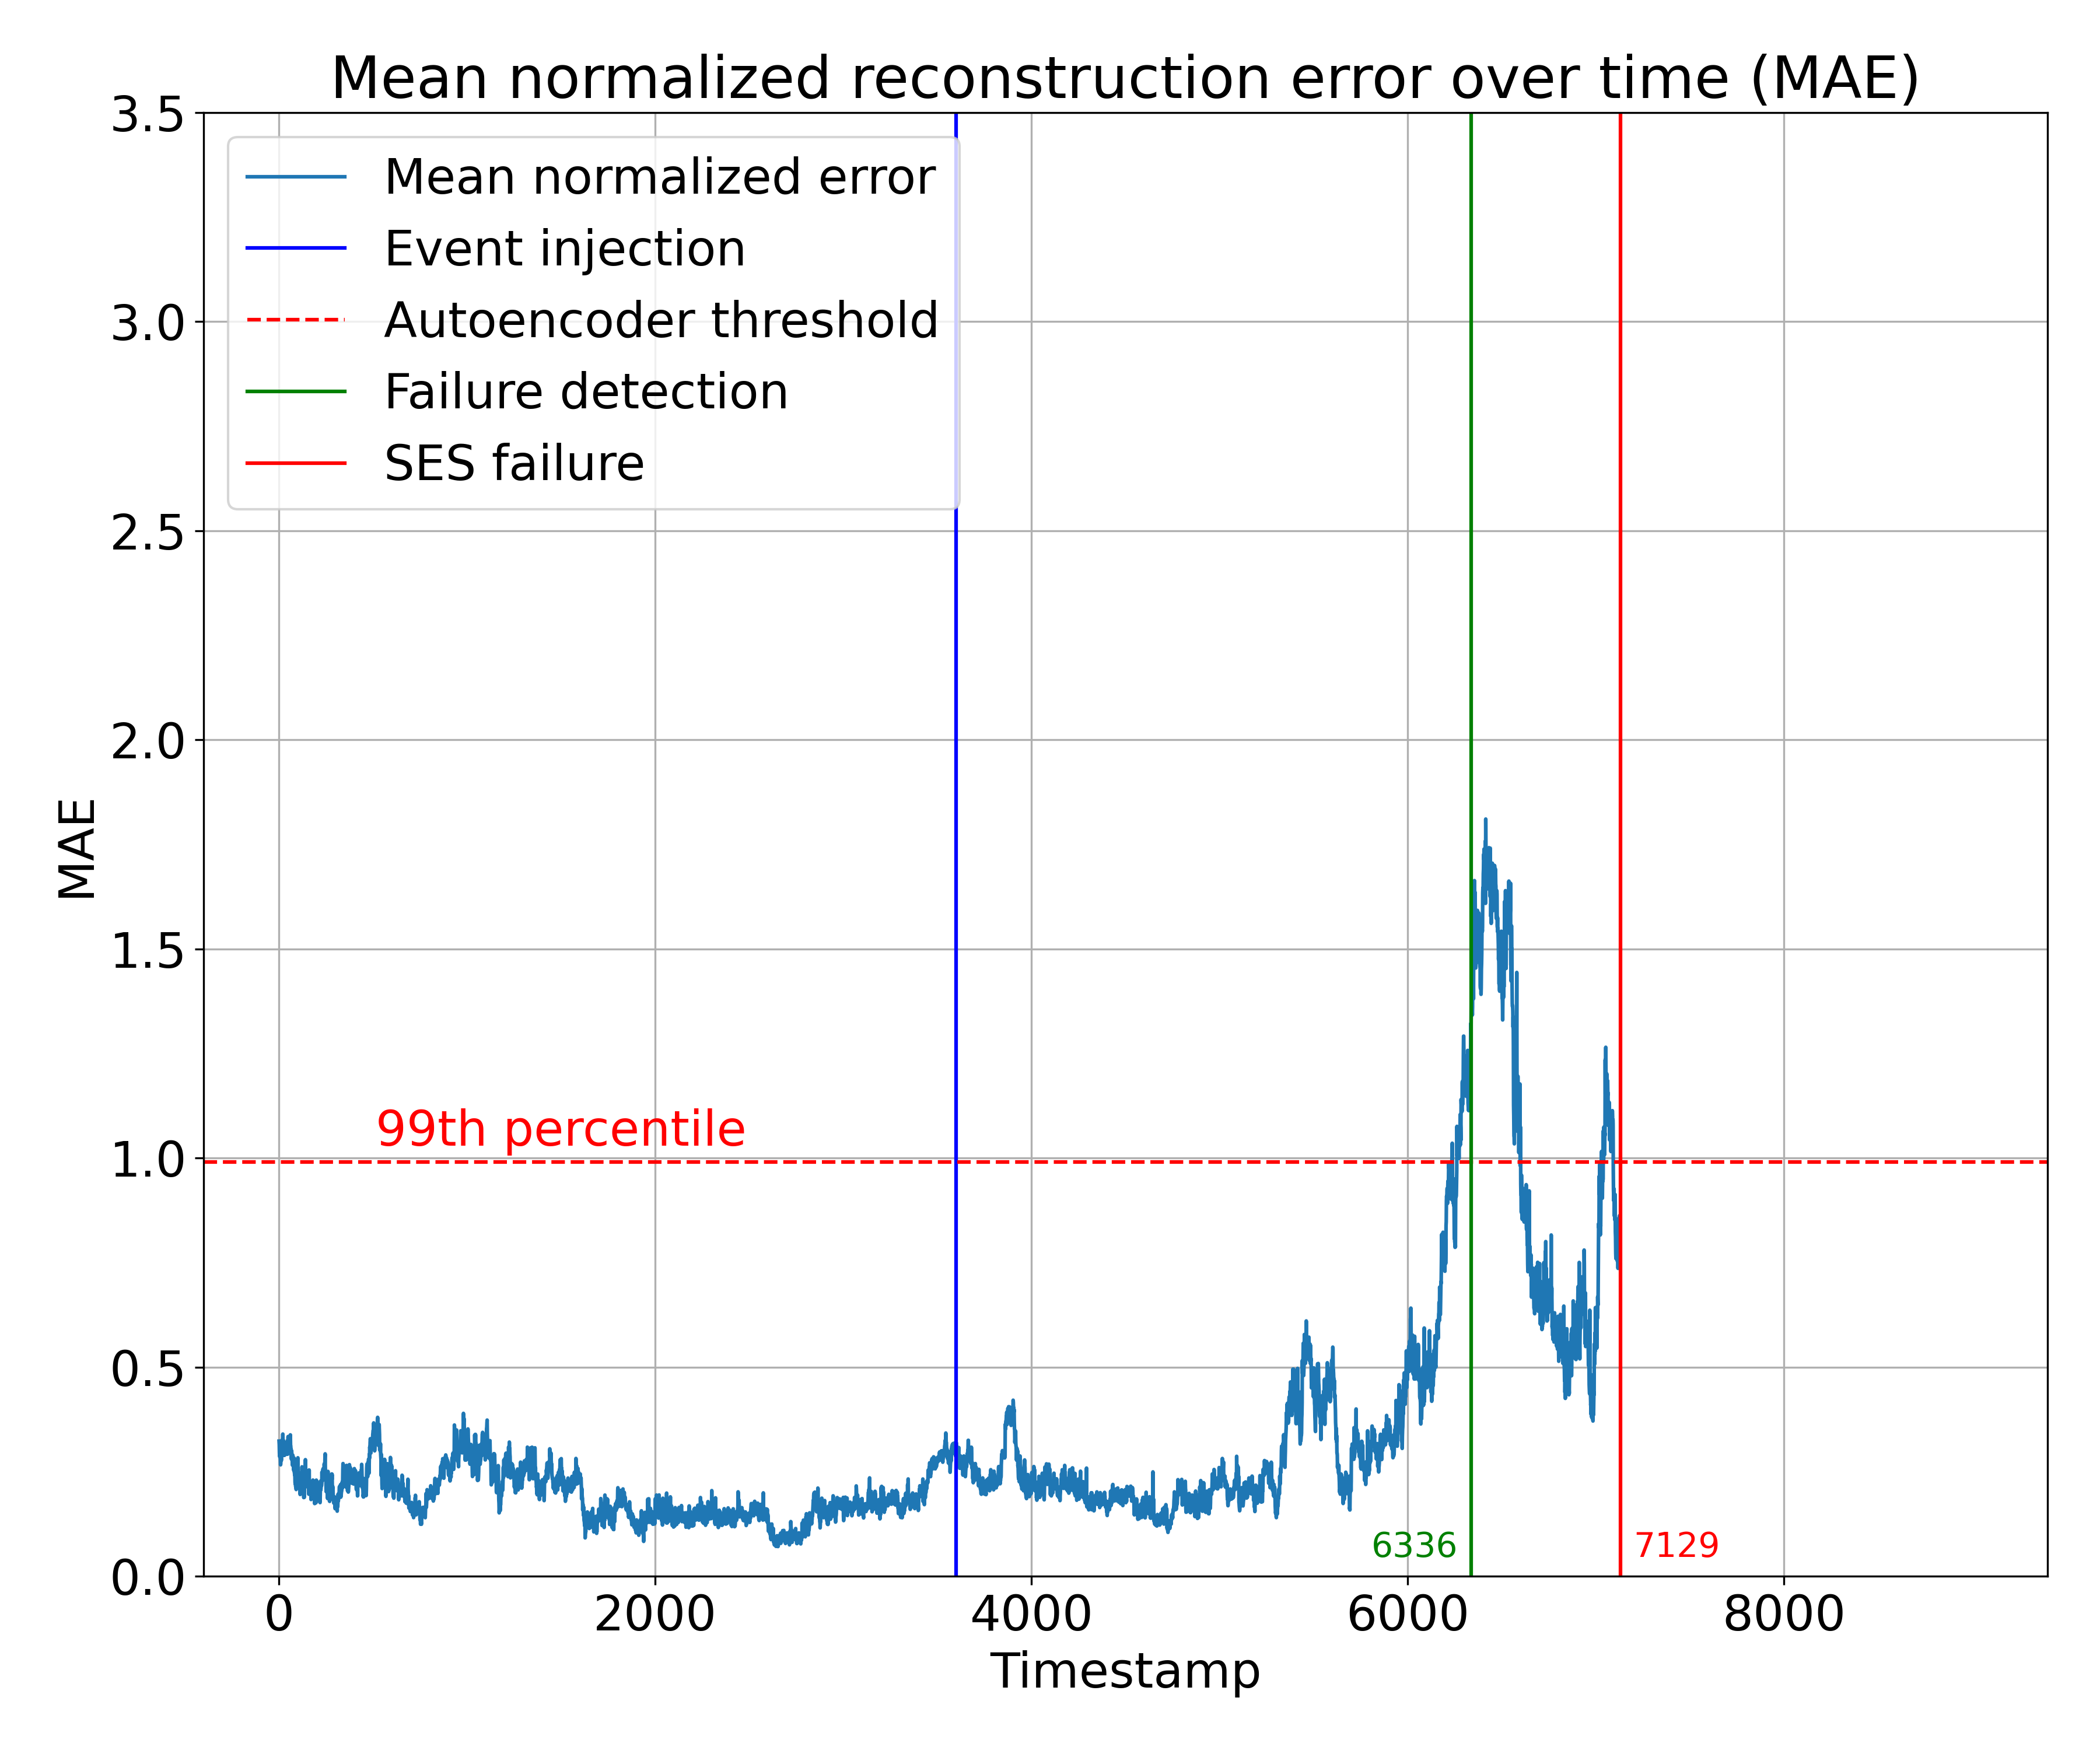 Mean normalized reconstruction error over time (MAE)
3.5
3.0
2.5
2.0
1.5
1.0
0.5
0.0
MAE
Mean normalized error
Event injection
Autoencoder threshold
Failure detection
SES failure
99th percentile
6336
7129
0 2000 4000 6000 8000
Timestamp